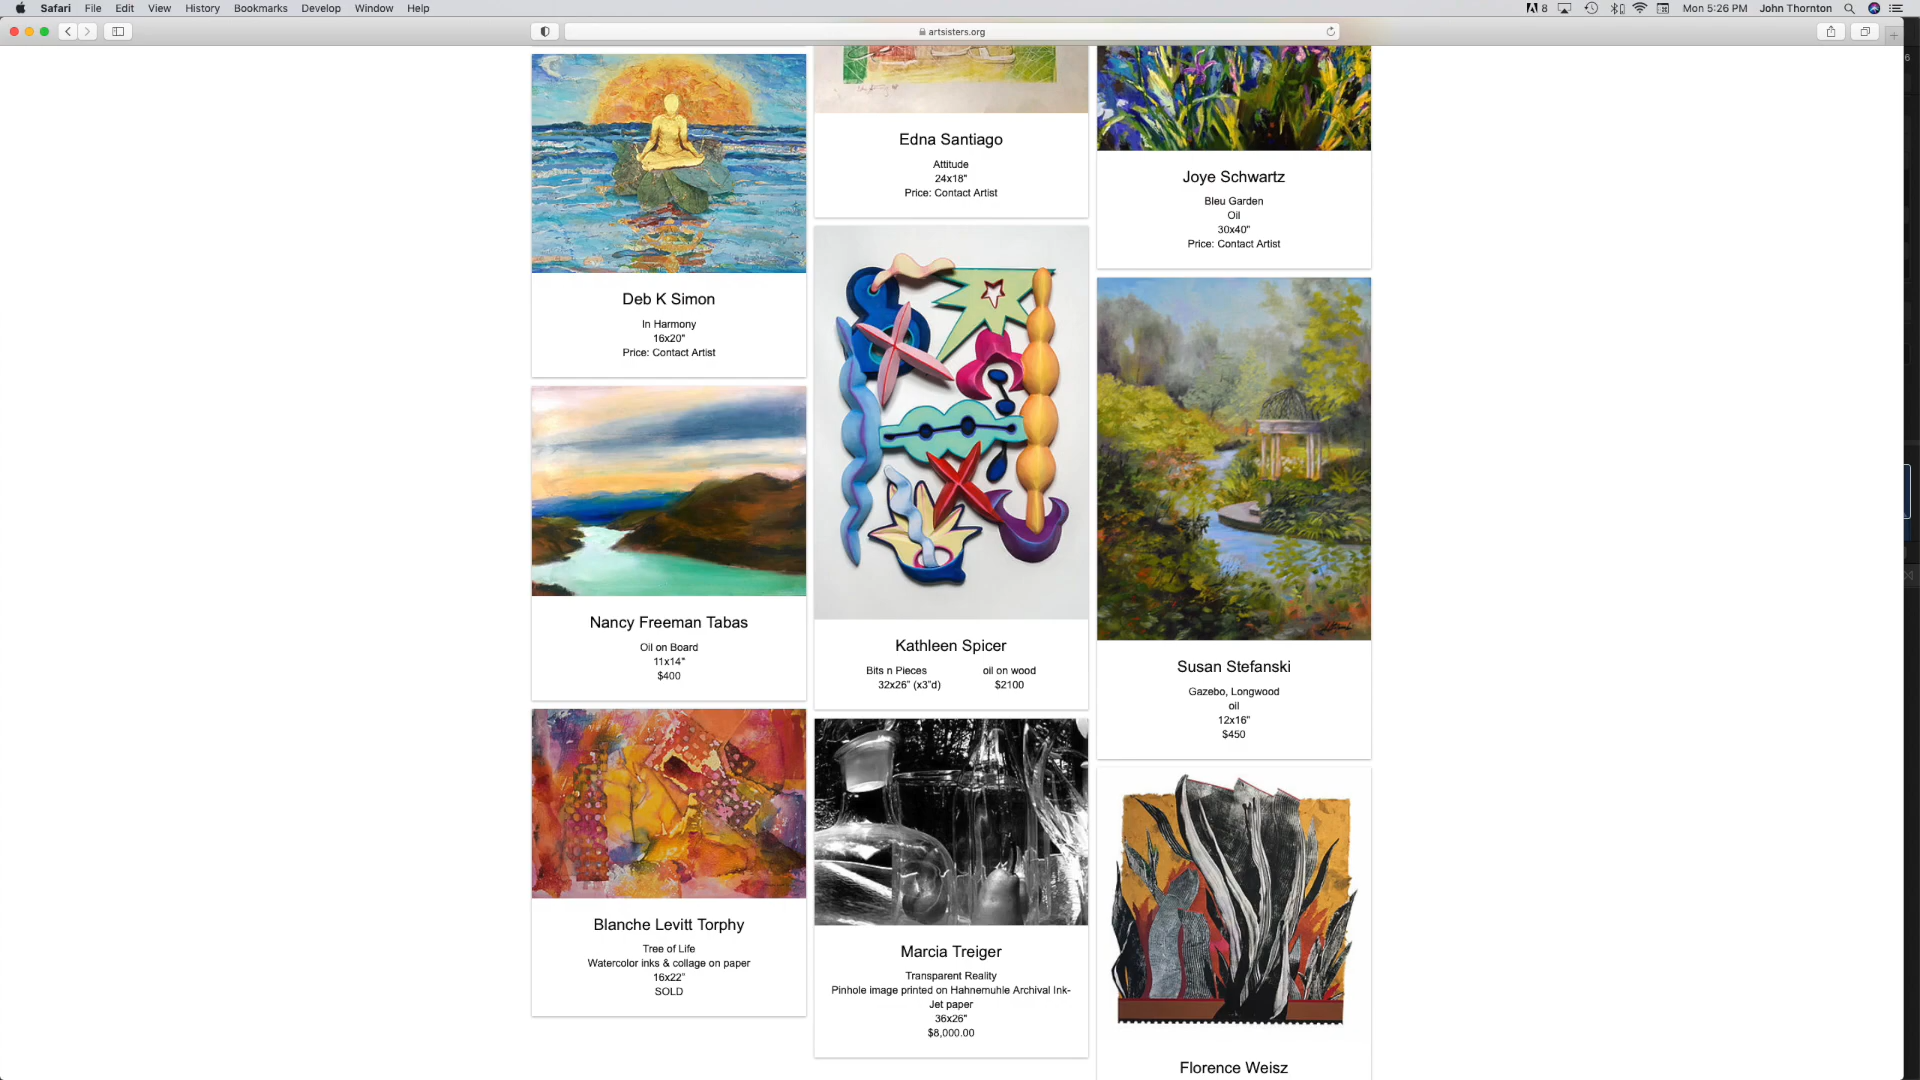 Safari File Edit View History Bookmarks Develop Window Help
8 Mon 5:26 PM John Thornton
artsisters.org
Deb K Simon
In Harmony
16x20"
Price: Contact Artist
Nancy Freeman Tabas
Oil on Board
11x14"
$400
Blanche Levitt Torphy
Tree of Life
Watercolor inks & collage on paper
16x22"
SOLD
Edna Santiago
Attitude
24x18"
Price: Contact Artist
Kathleen Spicer
Bits n Pieces oil on wood
32x26" (x3"d) $2100
Marcia Treiger
Transparent Reality
Pinhole image printed on Hahnemuhle Archival Ink-
Jet paper
36x26"
$8,000.00
Joye Schwartz
Bleu Garden
Oil
30x40"
Price: Contact Artist
Susan Stefanski
Gazebo, Longwood
oil
12x16"
$450
Florence Weisz